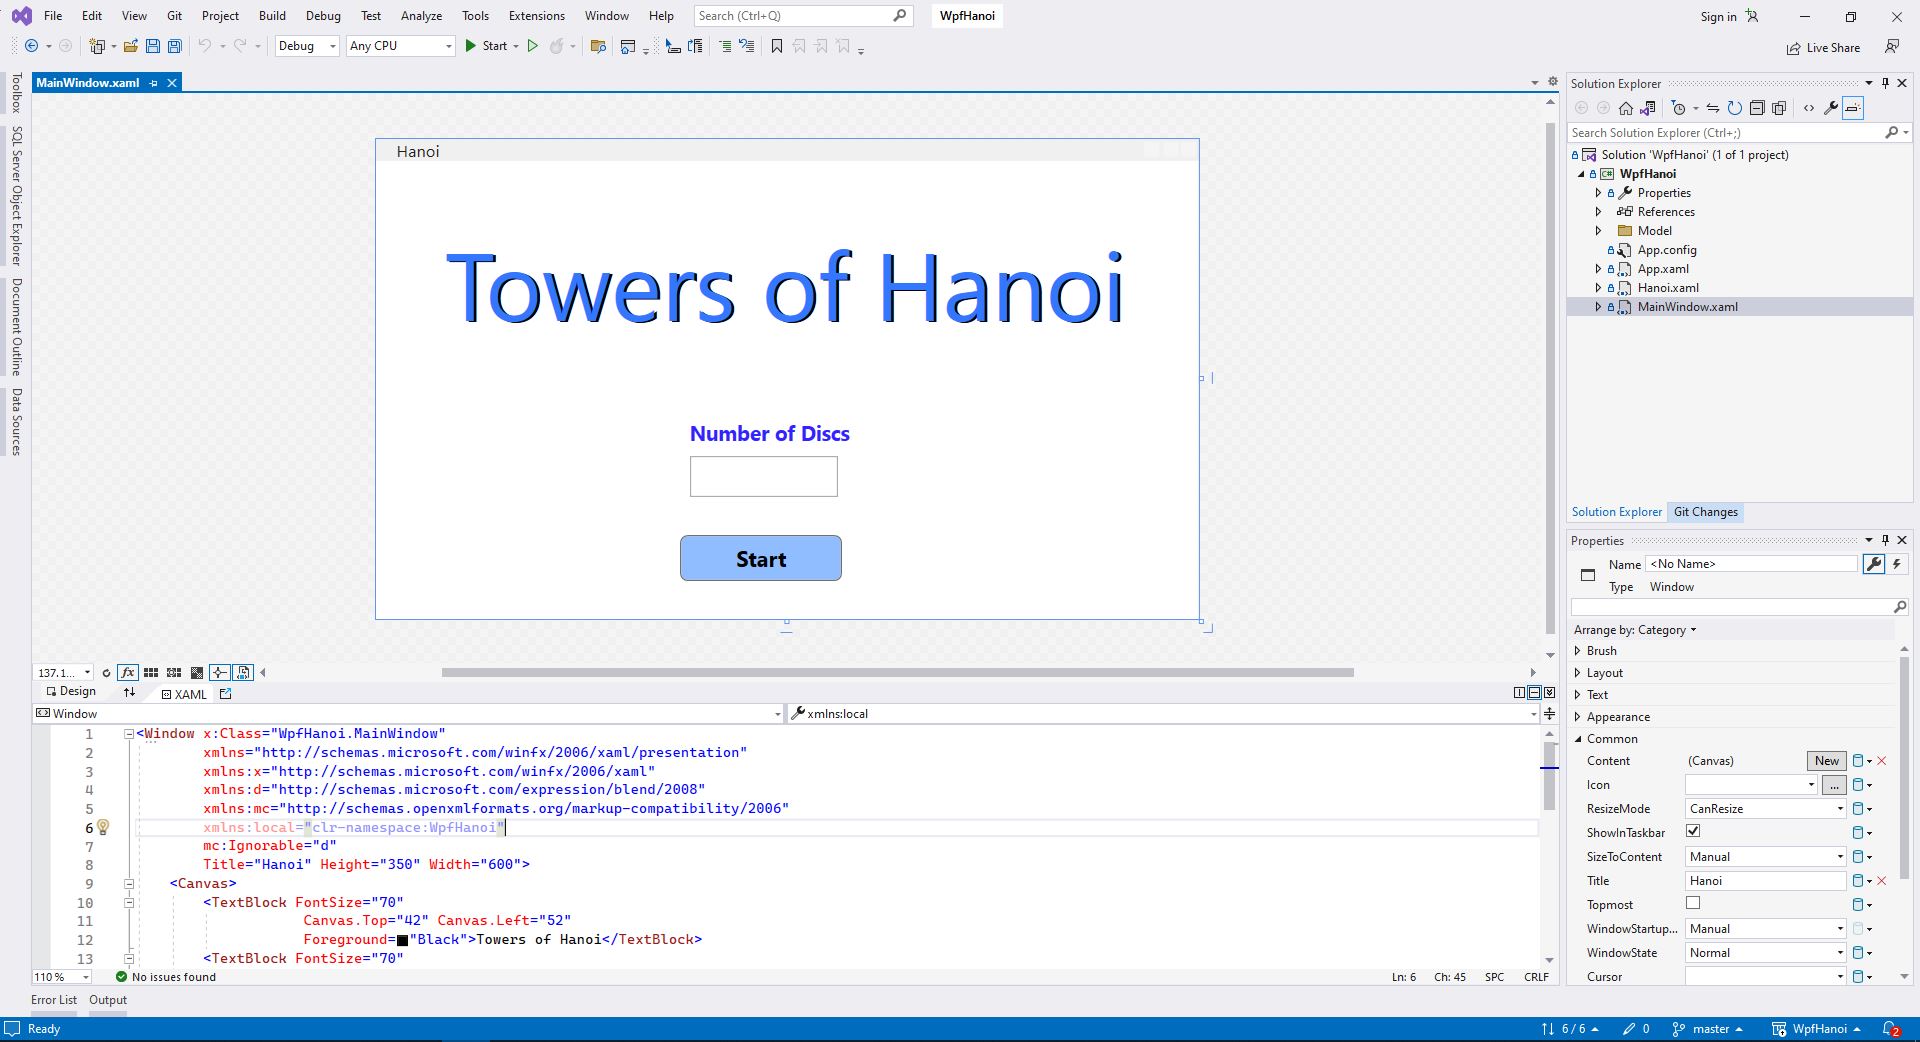 File Edit View Git Project Build Debug Test Analyze Tools Extensions Window Help Search (Ctrl+Q) WpfHanoi Sign in
Debug Any CPU Start Live Share
MainWindow.xaml
Toolbox
SQL Server Object Explorer
Document Outline
Data Sources
Hanoi
Towers of Hanoi
Number of Discs
Start
137.1...
Design XAML
Window xmlns:local
1 <Window x:Class="WpfHanoi.MainWindow"
2 xmlns="http://schemas.microsoft.com/winfx/2006/xaml/presentation"
3 xmlns:x="http://schemas.microsoft.com/winfx/2006/xaml"
4 xmlns:d="http://schemas.microsoft.com/expression/blend/2008"
5 xmlns:mc="http://schemas.openxmlformats.org/markup-compatibility/2006"
6 xmlns:local="clr-namespace:WpfHanoi"
7 mc:Ignorable="d"
8 Title="Hanoi" Height="350" Width="600">
9 <Canvas>
10 <TextBlock FontSize="70"
11 Canvas.Top="42" Canvas.Left="52"
12 Foreground="Black">Towers of Hanoi</TextBlock>
13 <TextBlock FontSize="70"
110 % No issues found Ln: 6 Ch: 45 SPC CRLF
Error List Output
Solution Explorer
Search Solution Explorer (Ctrl+;)
Solution 'WpfHanoi' (1 of 1 project)
C# WpfHanoi
Properties
References
Model
App.config
App.xaml
Hanoi.xaml
MainWindow.xaml
Solution Explorer Git Changes
Properties
Name <No Name>
Type Window
Arrange by: Category
Brush
Layout
Text
Appearance
Common
Content (Canvas) New
Icon ...
ResizeMode CanResize
ShowInTaskbar
SizeToContent Manual
Title Hanoi
Topmost
WindowStartup... Manual
WindowState Normal
Cursor
Ready 6 / 6 0 master WpfHanoi 2